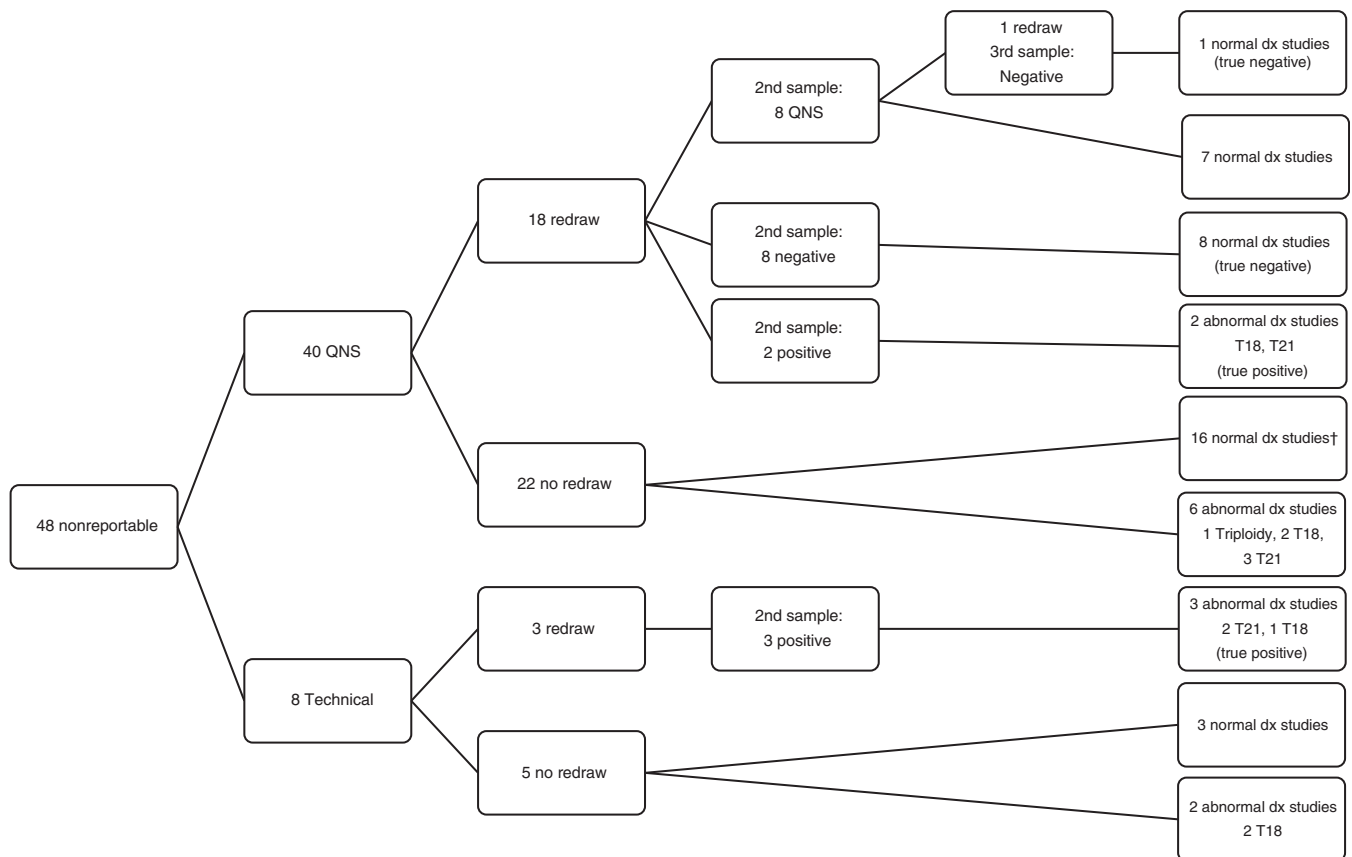 48 nonreportable
40 QNS
8 Technical
18 redraw
22 no redraw
3 redraw
5 no redraw
2nd sample:
8 QNS
2nd sample:
8 negative
2nd sample:
2 positive
2nd sample:
3 positive
1 redraw
3rd sample:
Negative
1 normal dx studies
(true negative)
7 normal dx studies
8 normal dx studies
(true negative)
2 abnormal dx studies
T18, T21
(true positive)
16 normal dx studies†
6 abnormal dx studies
1 Triploidy, 2 T18,
3 T21
3 abnormal dx studies
2 T21, 1 T18
(true positive)
3 normal dx studies
2 abnormal dx studies
2 T18